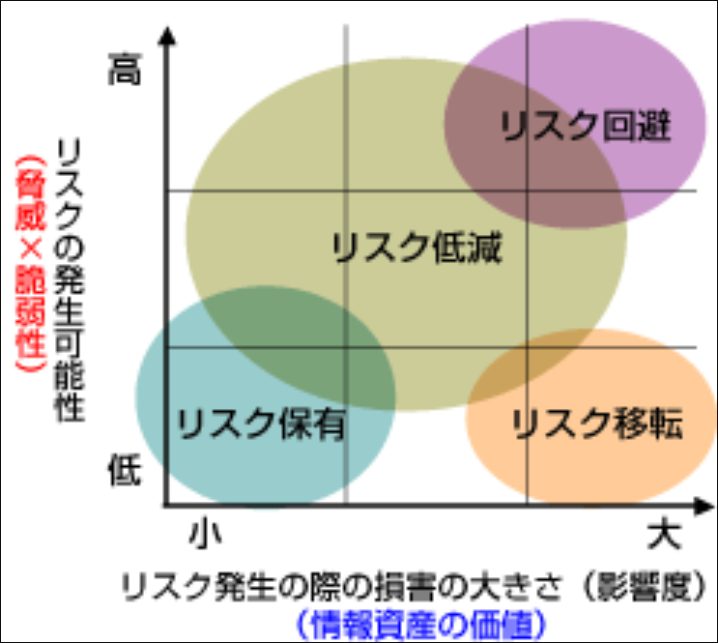 高
リスクの発生可能性
(脅威×脆弱性)
リスク回避
リスク低減
リスク保有
リスク移転
低
小
大
リスク発生の際の損害の大きさ（影響度）
（情報資産の価値）